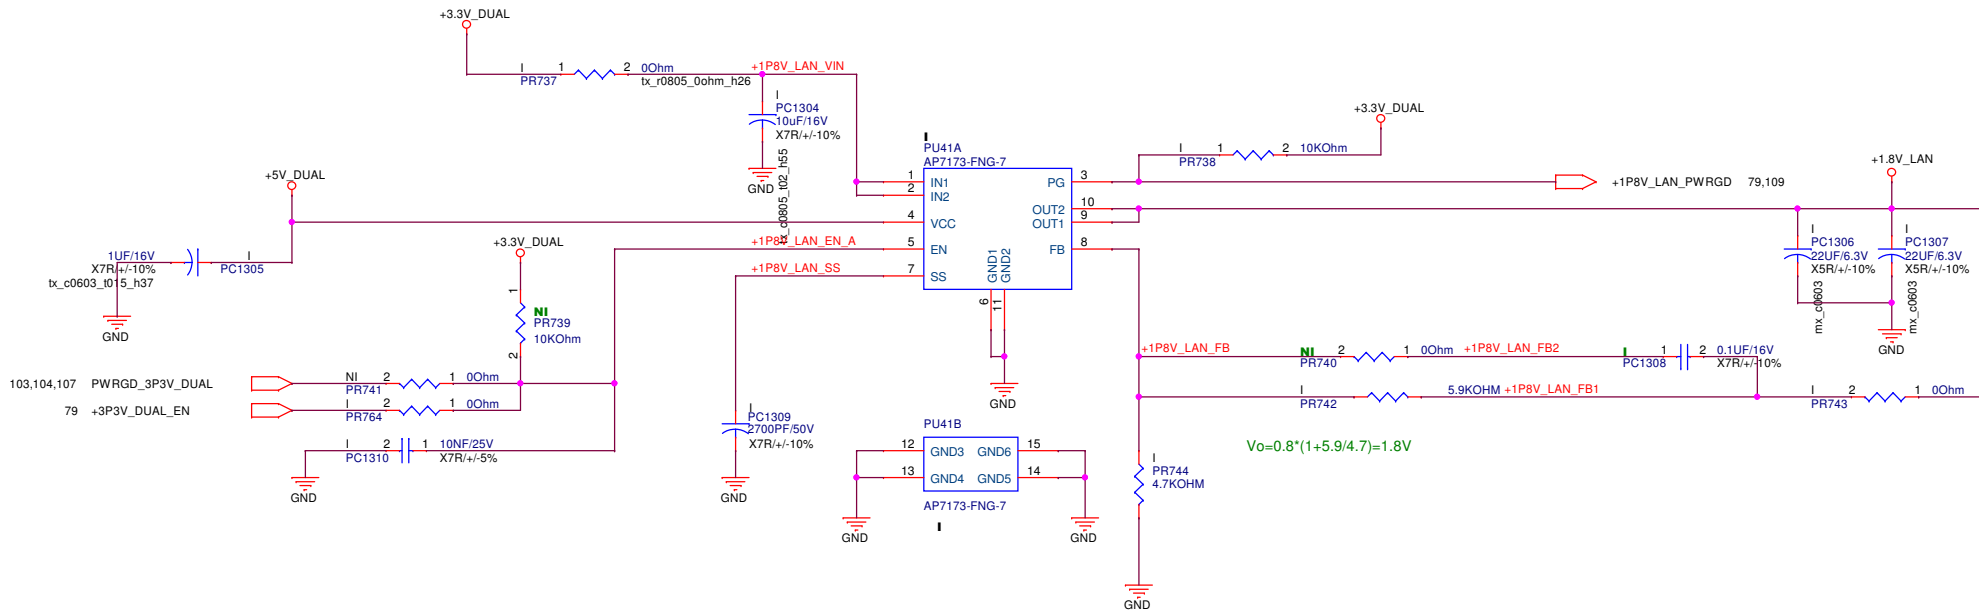 +3.3V_DUAL
I
PR737
1
2
0Ohm
tx_r0805_0ohm_h26
+1P8V_LAN_VIN
I
PC1304
10uF/16V
X7R/+/-10%
tx_c0805_t02_h55
GND
+5V_DUAL
1UF/16V
X7R/+/-10%
tx_c0603_t015_h37
I
PC1305
GND
+3.3V_DUAL
1
NI
PR739
10KOhm
2
+1P8V_LAN_EN_A
+1P8V_LAN_SS
103,104,107 PWRGD_3P3V_DUAL
NI
PR741
2
1
0Ohm
79 +3P3V_DUAL_EN
I
PR764
2
1
0Ohm
I
PC1310
2
1
10NF/25V
X7R/+/-5%
GND
I
PC1309
2700PF/50V
X7R/+/-10%
GND
I
PU41A
AP7173-FNG-7
1
IN1
2
IN2
4
VCC
5
EN
7
SS
PG
3
OUT2
10
OUT1
9
FB
8
GND1
GND2
6
11
GND
PU41B
12
GND3
GND6
15
13
GND4
GND5
14
AP7173-FNG-7
I
GND
GND
+3.3V_DUAL
I
PR738
1
2
10KOhm
+1P8V_LAN_PWRGD 79,109
+1.8V_LAN
I
PC1306
22UF/6.3V
X5R/+/-10%
mx_c0603
I
PC1307
22UF/6.3V
X5R/+/-10%
mx_c0603
GND
+1P8V_LAN_FB
NI
PR740
2
1
0Ohm
+1P8V_LAN_FB2
I
PC1308
1
2
0.1UF/16V
X7R/+/-10%
I
PR742
5.9KOHM
+1P8V_LAN_FB1
I
PR743
2
1
0Ohm
Vo=0.8*(1+5.9/4.7)=1.8V
I
PR744
4.7KOHM
GND